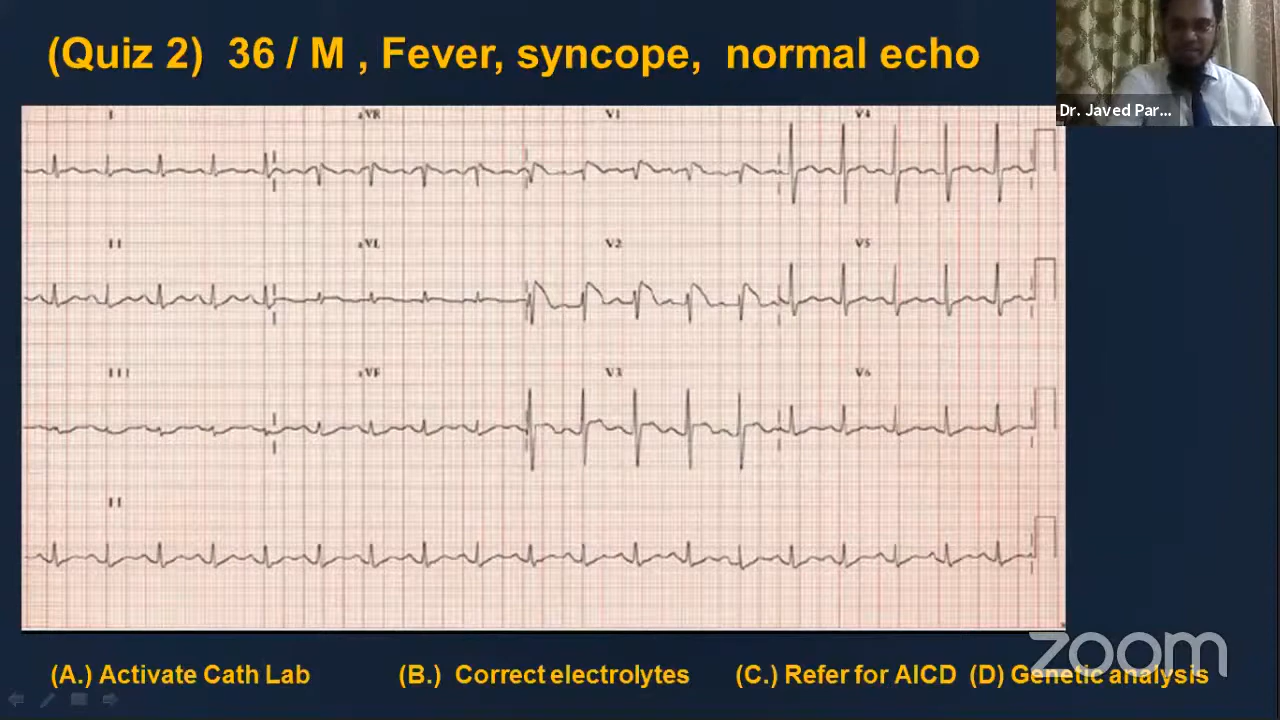 (Quiz 2) 36 / M , Fever, syncope, normal echo
Dr. Javed Par...
I aVR V1 V4
II aVL V2 V5
III aVF V3 V6
II
(A.) Activate Cath Lab (B.) Correct electrolytes (C.) Refer for AICD (D) Genetic analysis
zoom